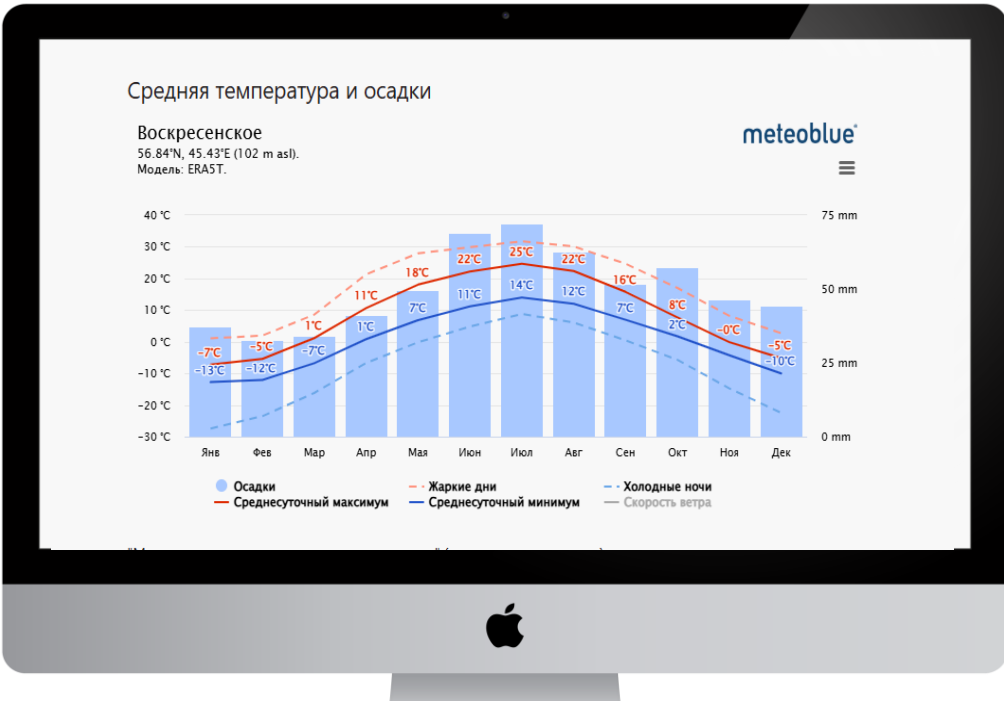 Средняя температура и осадки
Воскресенское
meteoblue®
56.84°N, 45.43°E (102 m asl).
Модель: ERA5T.
40 °C
75 mm
30 °C
20 °C
50 mm
10 °C
0 °C
25 mm
-10 °C
-20 °C
-30 °C
0 mm
-7°C
-5°C
1°C
11°C
18°C
22°C
25°C
22°C
16°C
8°C
-0°C
-5°C
-13°C
-12°C
-7°C
1°C
7°C
11°C
14°C
12°C
7°C
2°C
-10°C
Янв Фев Мар Апр Мая Июн Июл Авг Сен Окт Ноя Дек
Осадки
Жаркие дни
Холодные ночи
Среднесуточный максимум
Среднесуточный минимум
Скорость ветра